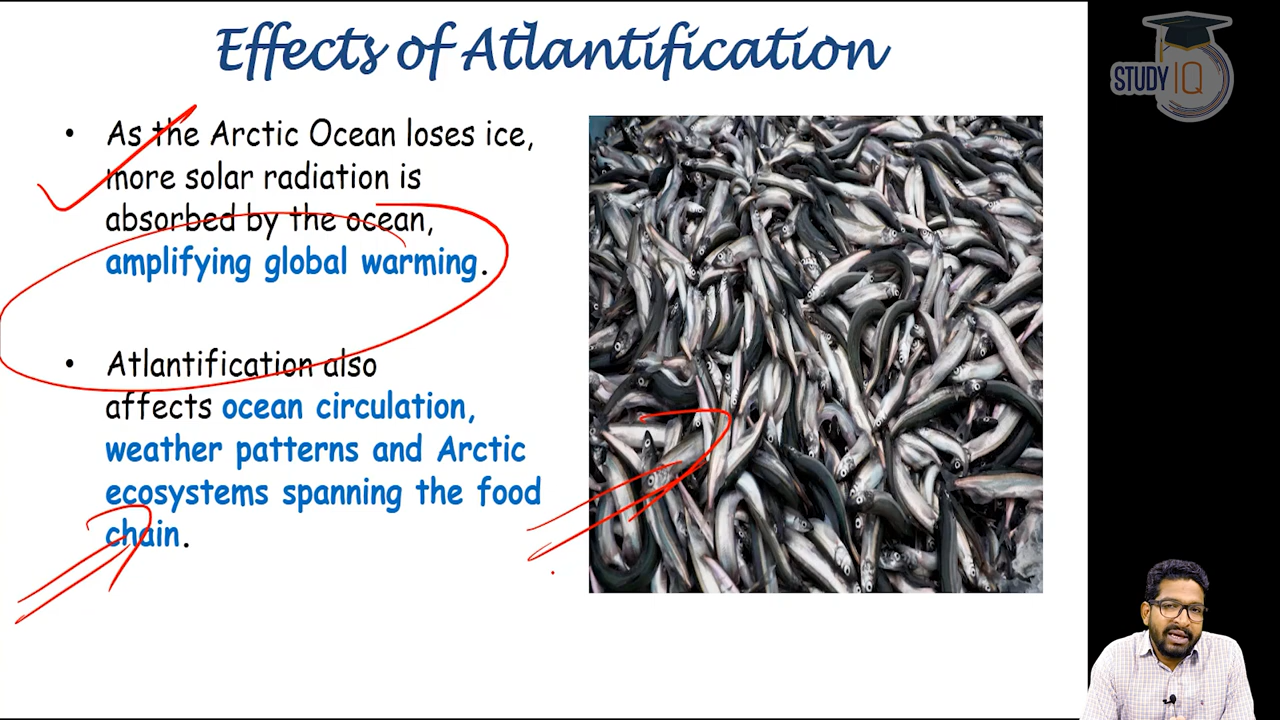 Effects of Atlantification
STUDY IQ
• As the Arctic Ocean loses ice,
more solar radiation is
absorbed by the ocean,
amplifying global warming.
• Atlantification also
affects ocean circulation,
weather patterns and Arctic
ecosystems spanning the food
chain.